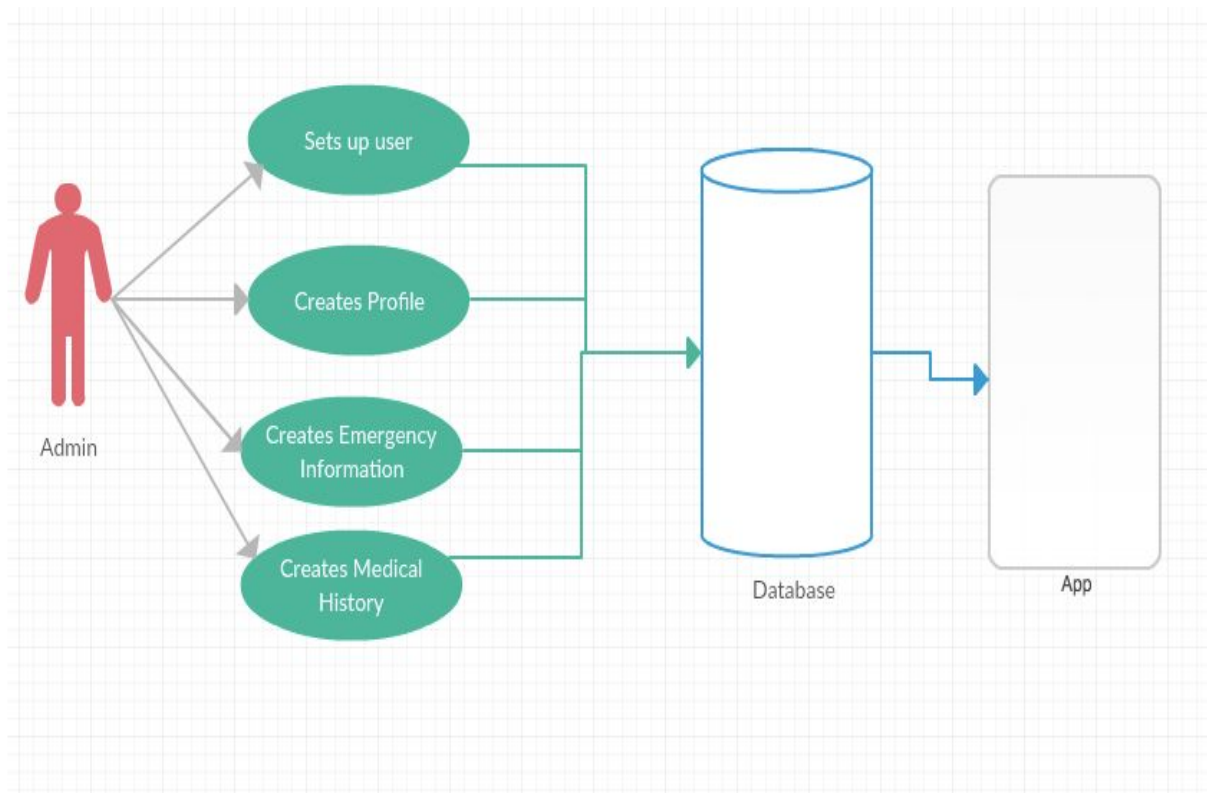 Sets up user
Creates Profile
Creates Emergency
Information
Creates Medical
History
Admin
Database
App